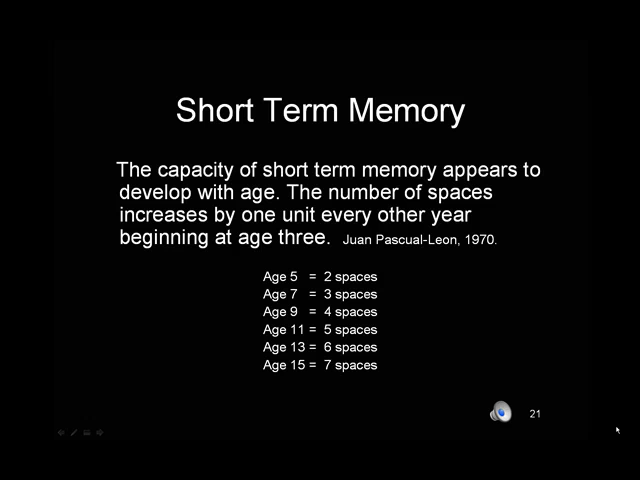 Short Term Memory
The capacity of short term memory appears to
develop with age. The number of spaces
increases by one unit every other year
beginning at age three. Juan Pascual-Leon, 1970.
Age 5 = 2 spaces
Age 7 = 3 spaces
Age 9 = 4 spaces
Age 11 = 5 spaces
Age 13 = 6 spaces
Age 15 = 7 spaces
21